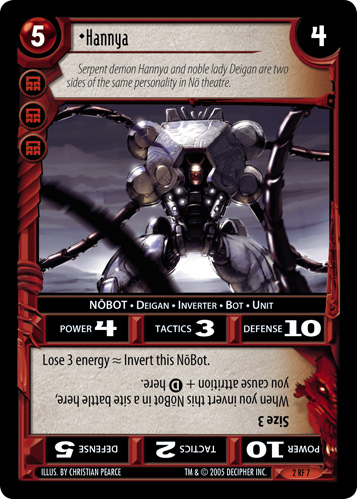 5
•Hannya
4
Serpent demon Hannya and noble lady Deigan are two
sides of the same personality in Nō theatre.
NŌBOT • DEIGAN • INVERTER • BOT • UNIT
POWER 4 TACTICS 3 DEFENSE 10
Lose 3 energy ≈ Invert this NōBot.
Size 3
When you invert this NōBot in a site battle here,
you cause attrition + D here.
POWER 10 TACTICS 2 DEFENSE 5
ILLUS. BY CHRISTIAN PEARCE TM & © 2005 DECIPHER INC. 2 RF 7